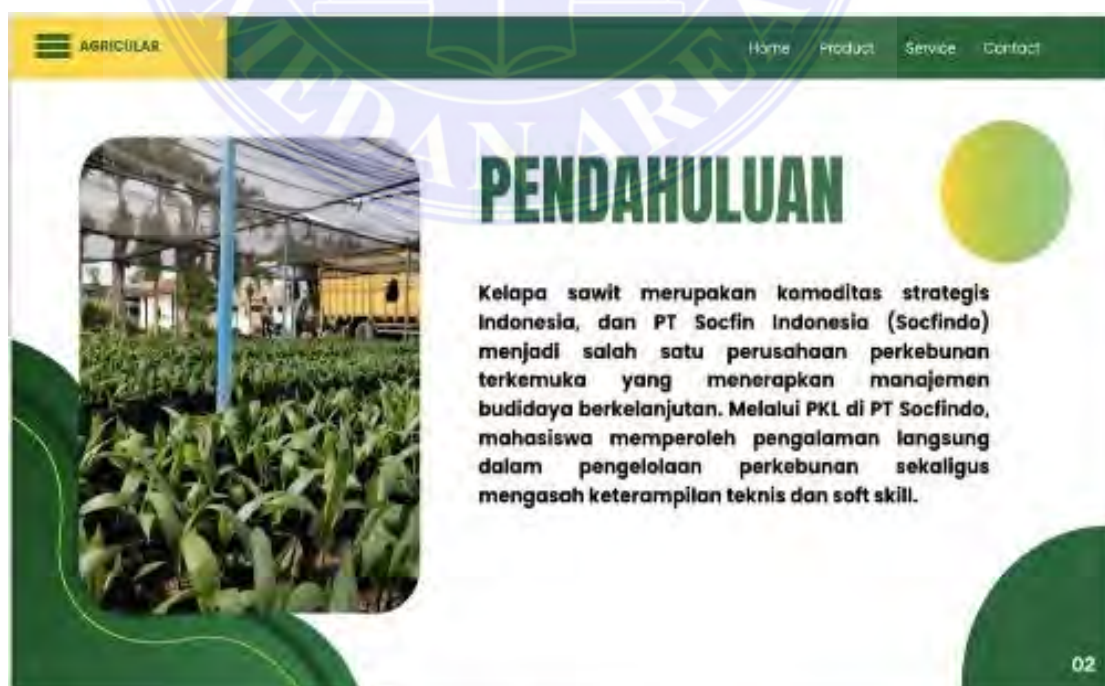 AGRICULAR
Home Product Service Contact
MEDAN AREA
PENDAHULUAN
Kelapa sawit merupakan komoditas strategis
Indonesia, dan PT Socfin Indonesia (Socfindo)
menjadi salah satu perusahaan perkebunan
terkemuka yang menerapkan manajemen
budidaya berkelanjutan. Melalui PKL di PT Socfindo,
mahasiswa memperoleh pengalaman langsung
dalam pengelolaan perkebunan sekaligus
mengasah keterampilan teknis dan soft skill.
02